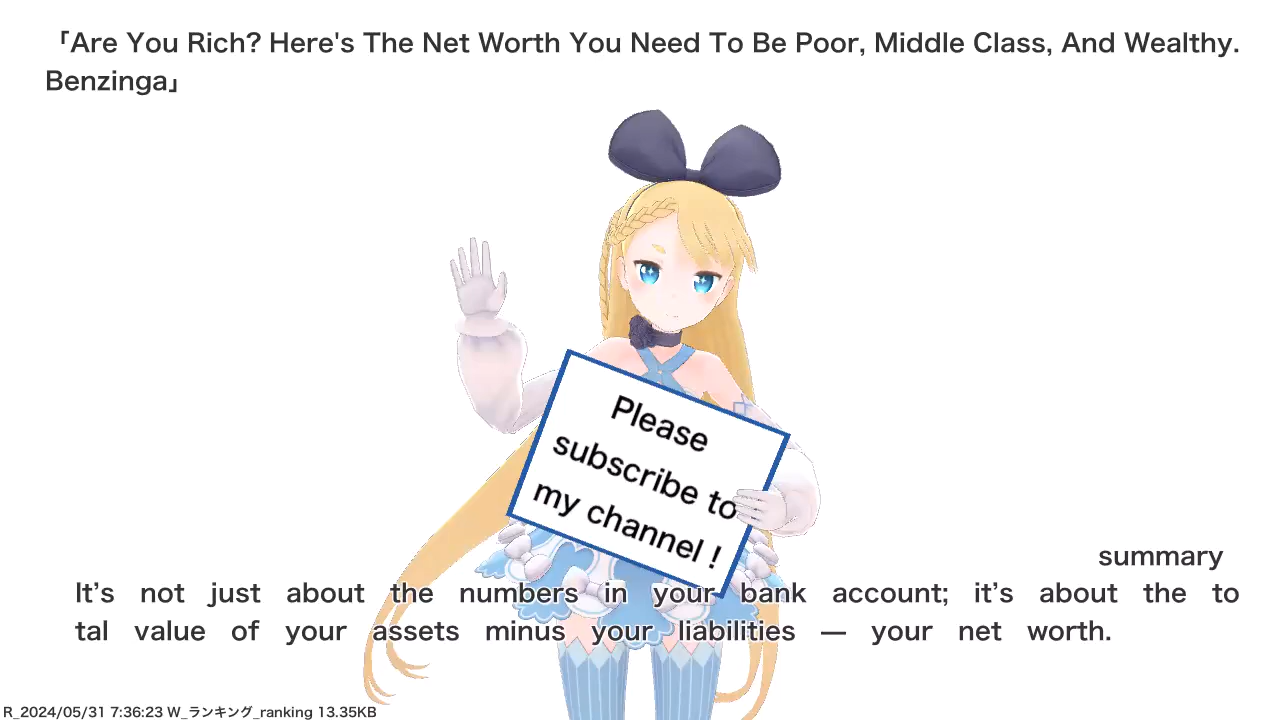 「Are You Rich? Here's The Net Worth You Need To Be Poor, Middle Class, And Wealthy.
Benzinga」
Please
subscribe to
my channel !
summary
It’s not just about the numbers in your bank account; it’s about the to
tal value of your assets minus your liabilities — your net worth.
R_2024/05/31 7:36:23 W_ランキング_ranking 13.35KB